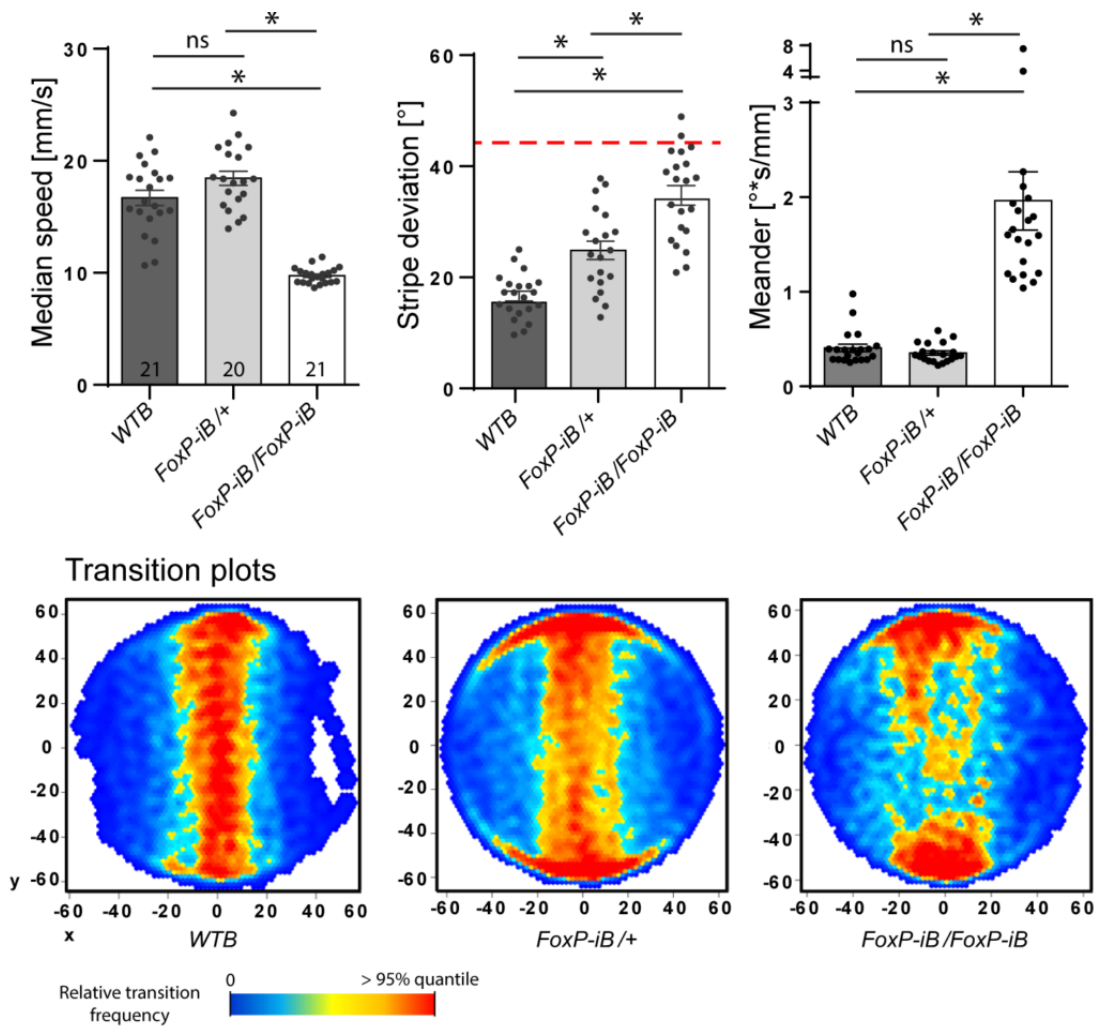 *
ns
*
Median speed [mm/s]
30
20
10
0
21
20
21
WTB
FoxP-iB/+
FoxP-iB/FoxP-iB
*
*
*
Stripe deviation [°]
60
40
20
0
WTB
FoxP-iB/+
FoxP-iB/FoxP-iB
*
ns
*
Meander [°*s/mm]
8
4
3
2
1
0
WTB
FoxP-iB/+
FoxP-iB/FoxP-iB
Transition plots
60
40
20
0
-20
-40
y -60
-60 -40 -20 0 20 40 60
x
WTB
60
40
20
0
-20
-40
-60
-60 -40 -20 0 20 40 60
FoxP-iB/+
60
40
20
0
-20
-40
-60
-60 -40 -20 0 20 40 60
FoxP-iB/FoxP-iB
0 > 95% quantile
Relative transition
frequency